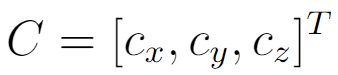 C = [c_x, c_y, c_z]^T